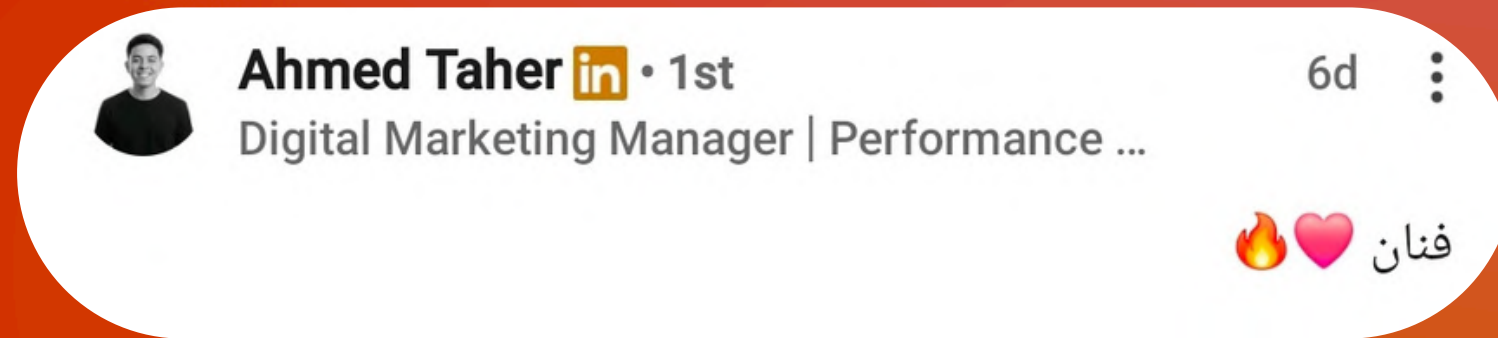 Ahmed Taher in • 1st 6d
Digital Marketing Manager | Performance ...
فنان ❤️🔥